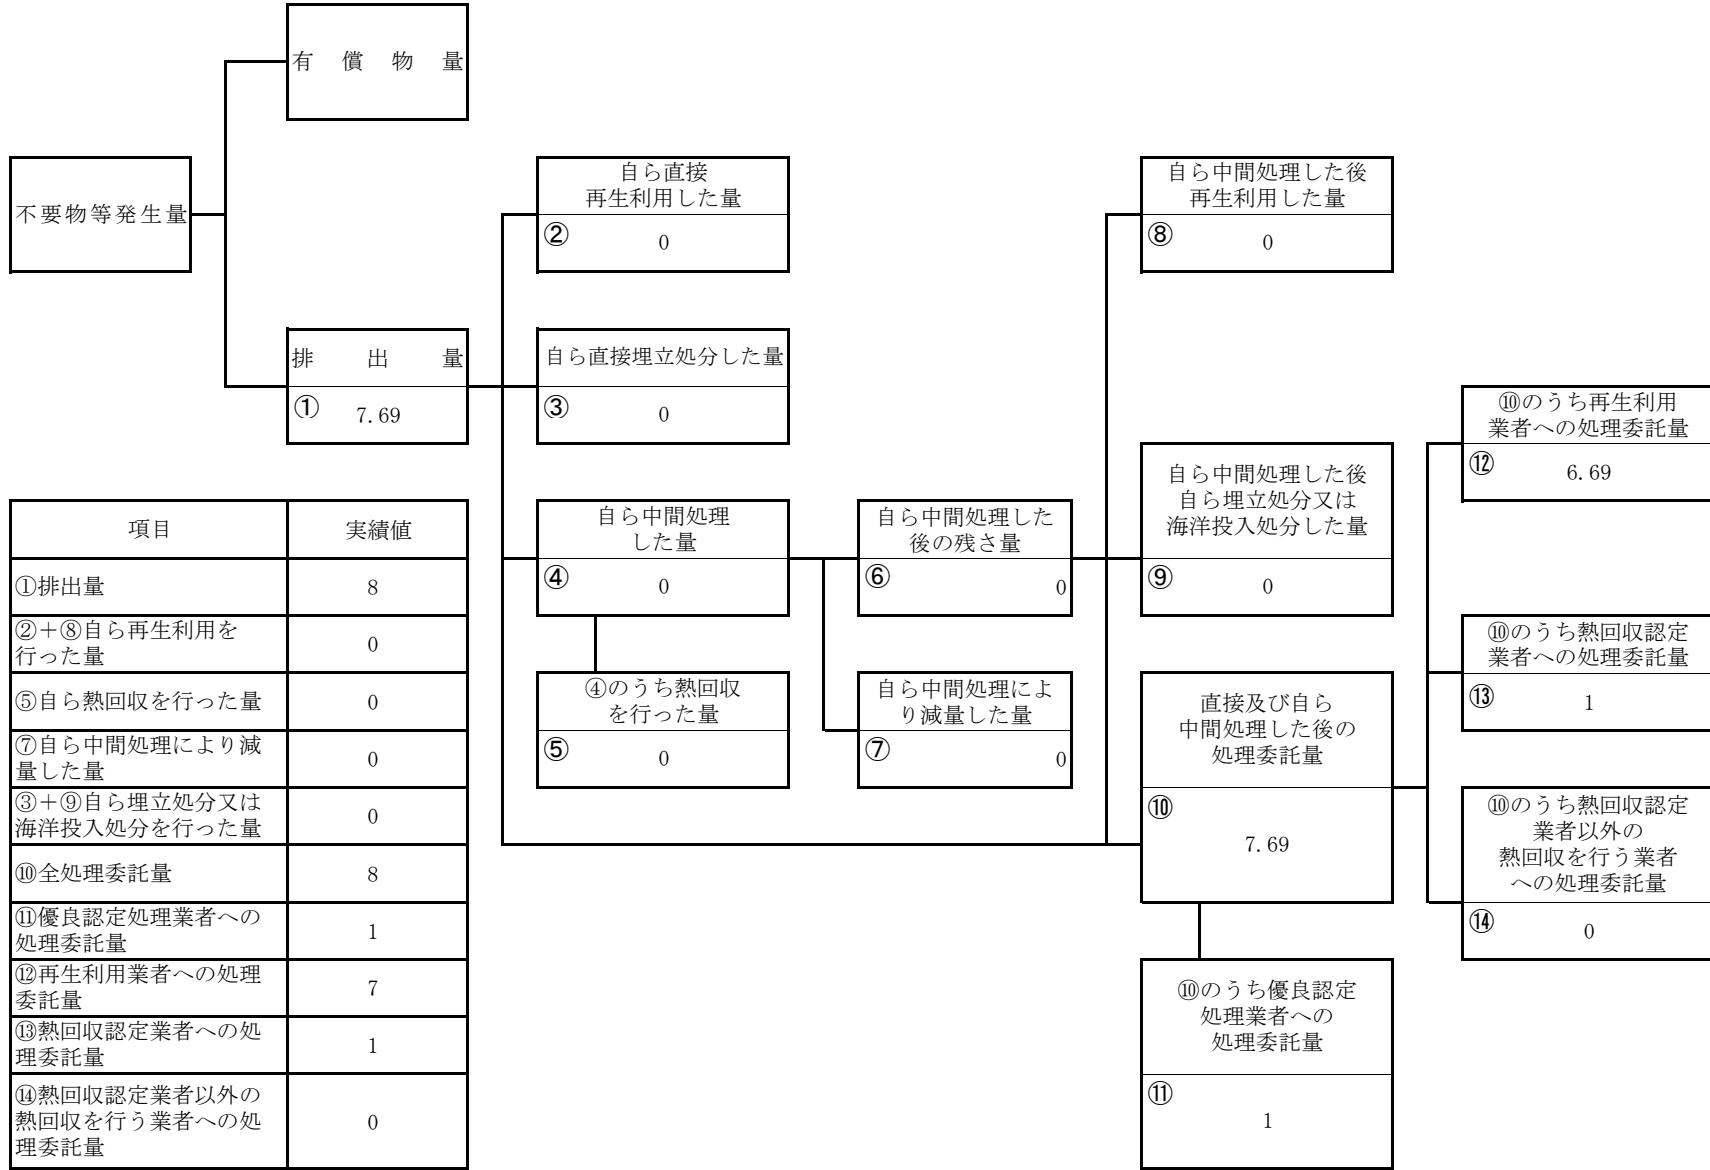 有償物量
不要物等発生量
排出量
① 7.69
自ら直接
再生利用した量
② 0
自ら直接埋立処分した量
③ 0
自ら中間処理
した量
④ 0
④のうち熱回収
を行った量
⑤ 0
自ら中間処理した
後の残さ量
⑥ 0
自ら中間処理によ
り減量した量
⑦ 0
自ら中間処理した後
再生利用した量
⑧ 0
自ら中間処理した後
自ら埋立処分又は
海洋投入処分した量
⑨ 0
直接及び自ら
中間処理した後の
処理委託量
⑩ 7.69
⑩のうち優良認定
処理業者への
処理委託量
⑪ 1
⑩のうち再生利用
業者への処理委託量
⑫ 6.69
⑩のうち熱回収認定
業者への処理委託量
⑬ 1
⑩のうち熱回収認定
業者以外の
熱回収を行う業者
への処理委託量
⑭ 0
項目 実績値
①排出量 8
②+⑧自ら再生利用を
行った量 0
⑤自ら熱回収を行った量 0
⑦自ら中間処理により減
量した量 0
③+⑨自ら埋立処分又は
海洋投入処分を行った量 0
⑩全処理委託量 8
⑪優良認定処理業者への
処理委託量 1
⑫再生利用業者への処理
委託量 7
⑬熱回収認定業者への処
理委託量 1
⑭熱回収認定業者以外の
熱回収を行う業者への処
理委託量 0